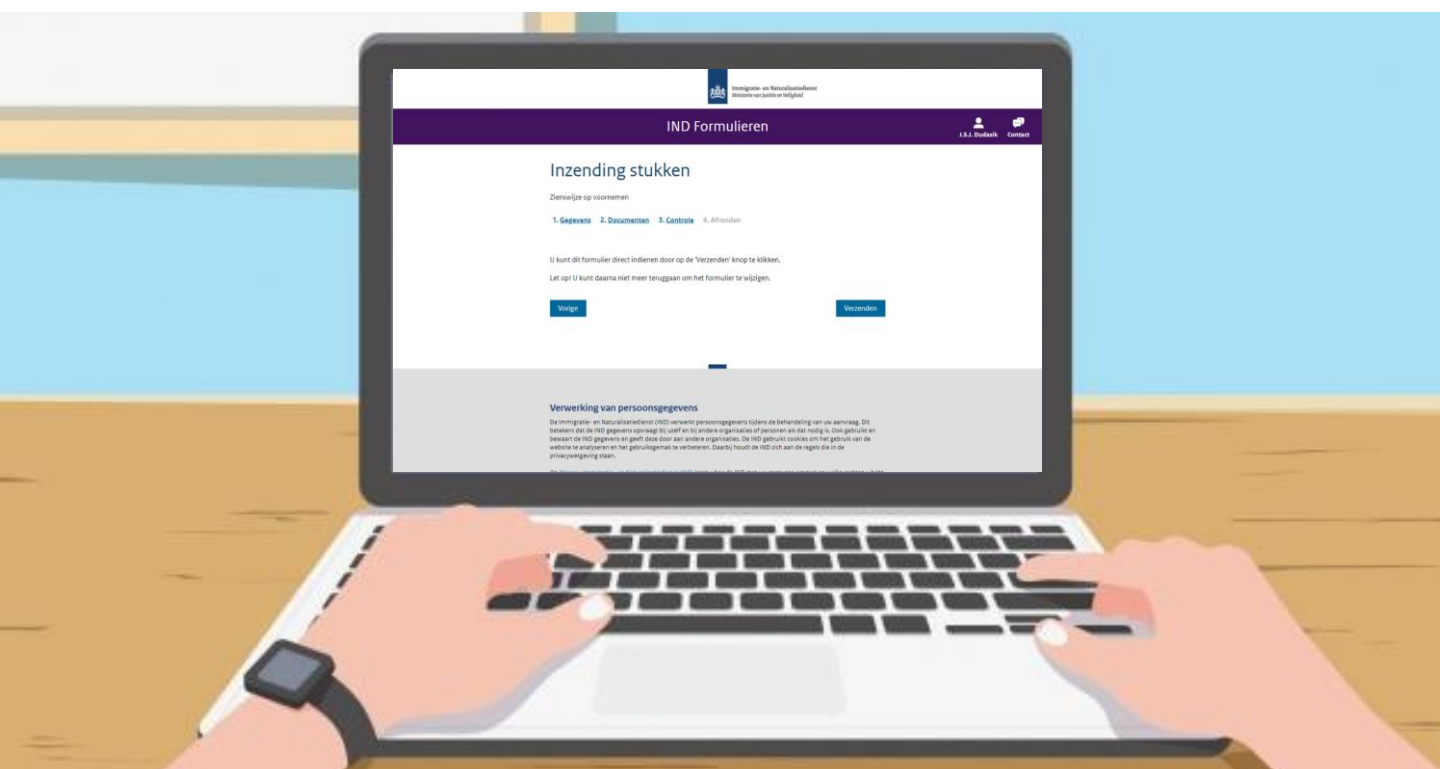 Immigratie- en Naturalisatiedienst
Ministerie van Justitie en Veiligheid
IND Formulieren
J.S.J. Dudasik Contact
Inzending stukken
Zienswijze op voornemen
1. Gegevens 2. Documenten 3. Controle 4. Afronden
U kunt dit formulier direct indienen door op de 'Verzenden' knop te klikken.
Let op! U kunt daarna niet meer teruggaan om het formulier te wijzigen.
Vorige Verzenden
Verwerking van persoonsgegevens
De Immigratie- en Naturalisatiedienst (IND) verwerkt persoonsgegevens tijdens de behandeling van uw aanvraag. Dit
betekent dat de IND gegevens opvraagt bij uzelf en bij andere organisaties of personen als dat nodig is. Ook gebruikt en
bewaart de IND gegevens en geeft deze door aan andere organisaties. De IND gebruikt cookies om het gebruik van de
website te analyseren en het gebruiksgemak te verbeteren. Daarbij houdt de IND zich aan de regels die in de
privacywetgeving staan.